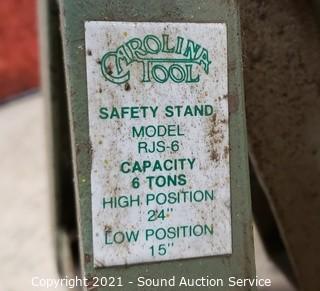 CAROLINA
TOOL
SAFETY STAND
MODEL
RJS-6
CAPACITY
6 TONS
HIGH POSITION
24"
LOW POSITION
15"
Copyright 2021 - Sound Auction Service